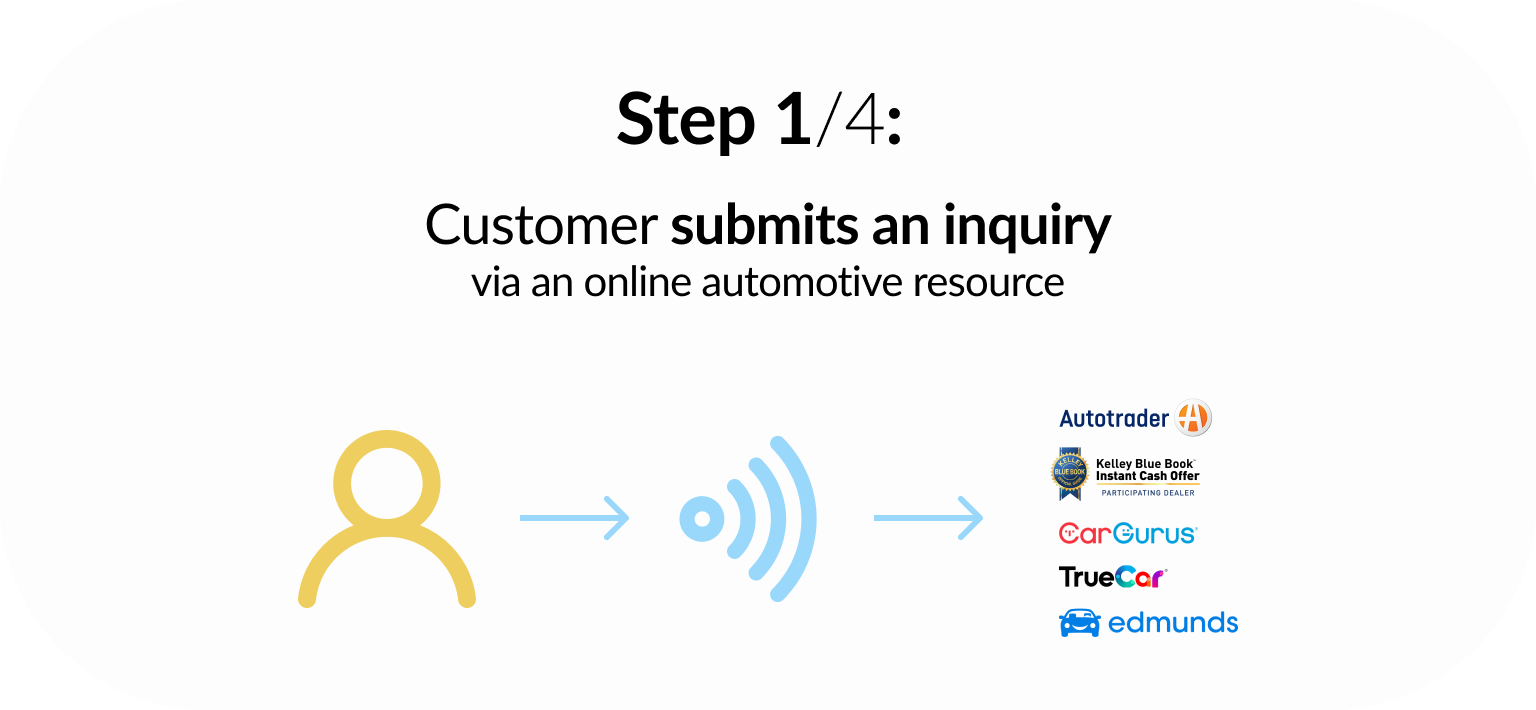 Step 1/4:
Customer submits an inquiry
via an online automotive resource
Autotrader
KELLEY
BLUE BOOK
Kelley Blue Book
Instant Cash Offer
PARTICIPATING DEALER
CarGurus
TrueCar
edmunds